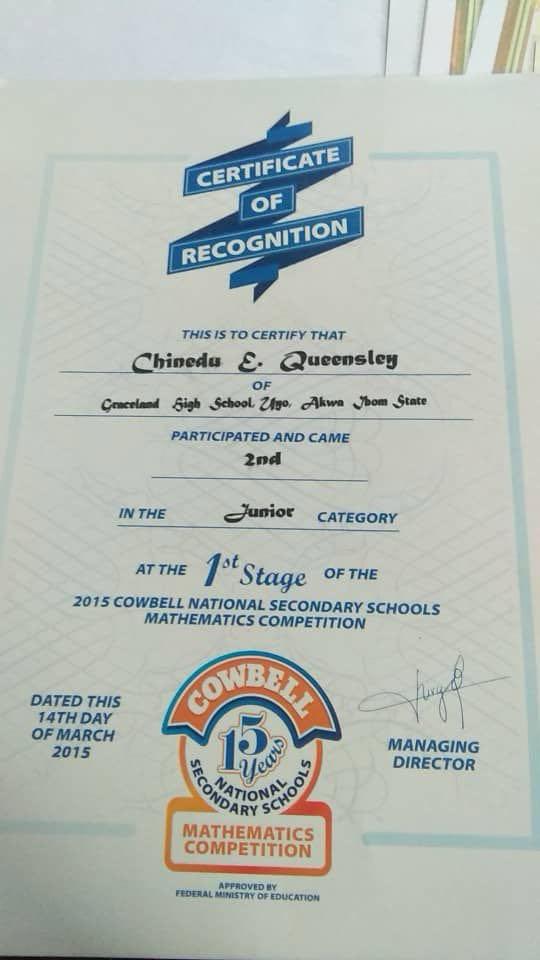 CERTIFICATE
OF
RECOGNITION
THIS IS TO CERTIFY THAT
Chinedu E. Queensley
OF
Graceland High School, Uyo, Akwa Ibom State
PARTICIPATED AND CAME
2nd
IN THE Junior CATEGORY
AT THE 1st Stage OF THE
2015 COWBELL NATIONAL SECONDARY SCHOOLS
MATHEMATICS COMPETITION
DATED THIS
14TH DAY
OF MARCH
2015
COWBELL
15
Years
NATIONAL
SECONDARY SCHOOLS
MATHEMATICS
COMPETITION
APPROVED BY
FEDERAL MINISTRY OF EDUCATION
MANAGING
DIRECTOR